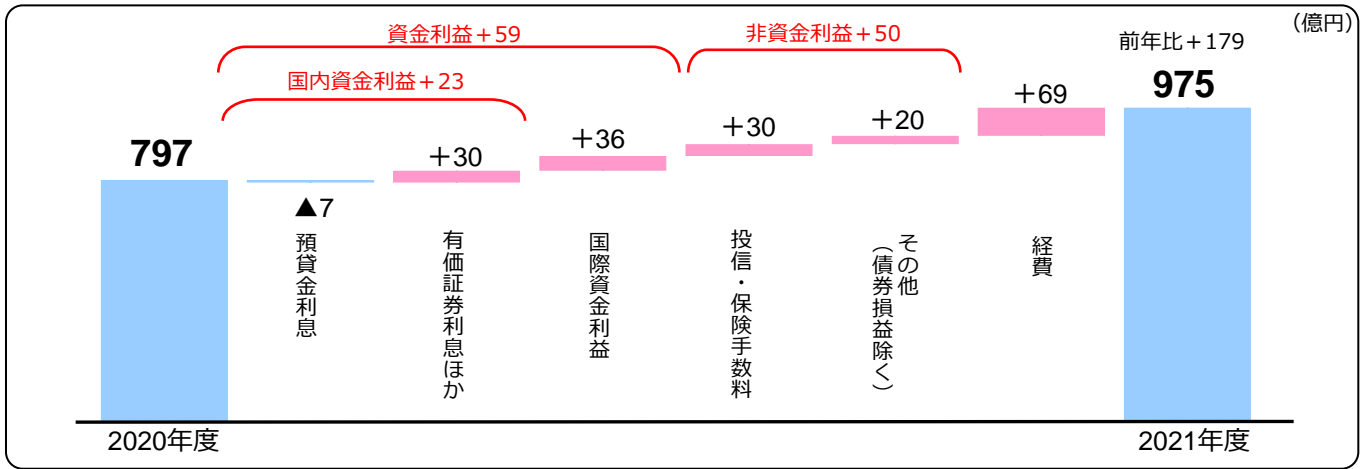 （億円）
資金利益＋59
非資金利益＋50
前年比＋179
国内資金利益＋23
797
▲7
＋30
＋36
＋30
＋20
＋69
975
預貸金利息
有価証券利息ほか
国際資金利益
投信・保険手数料
その他
（債券損益除く）
経費
2020年度
2021年度